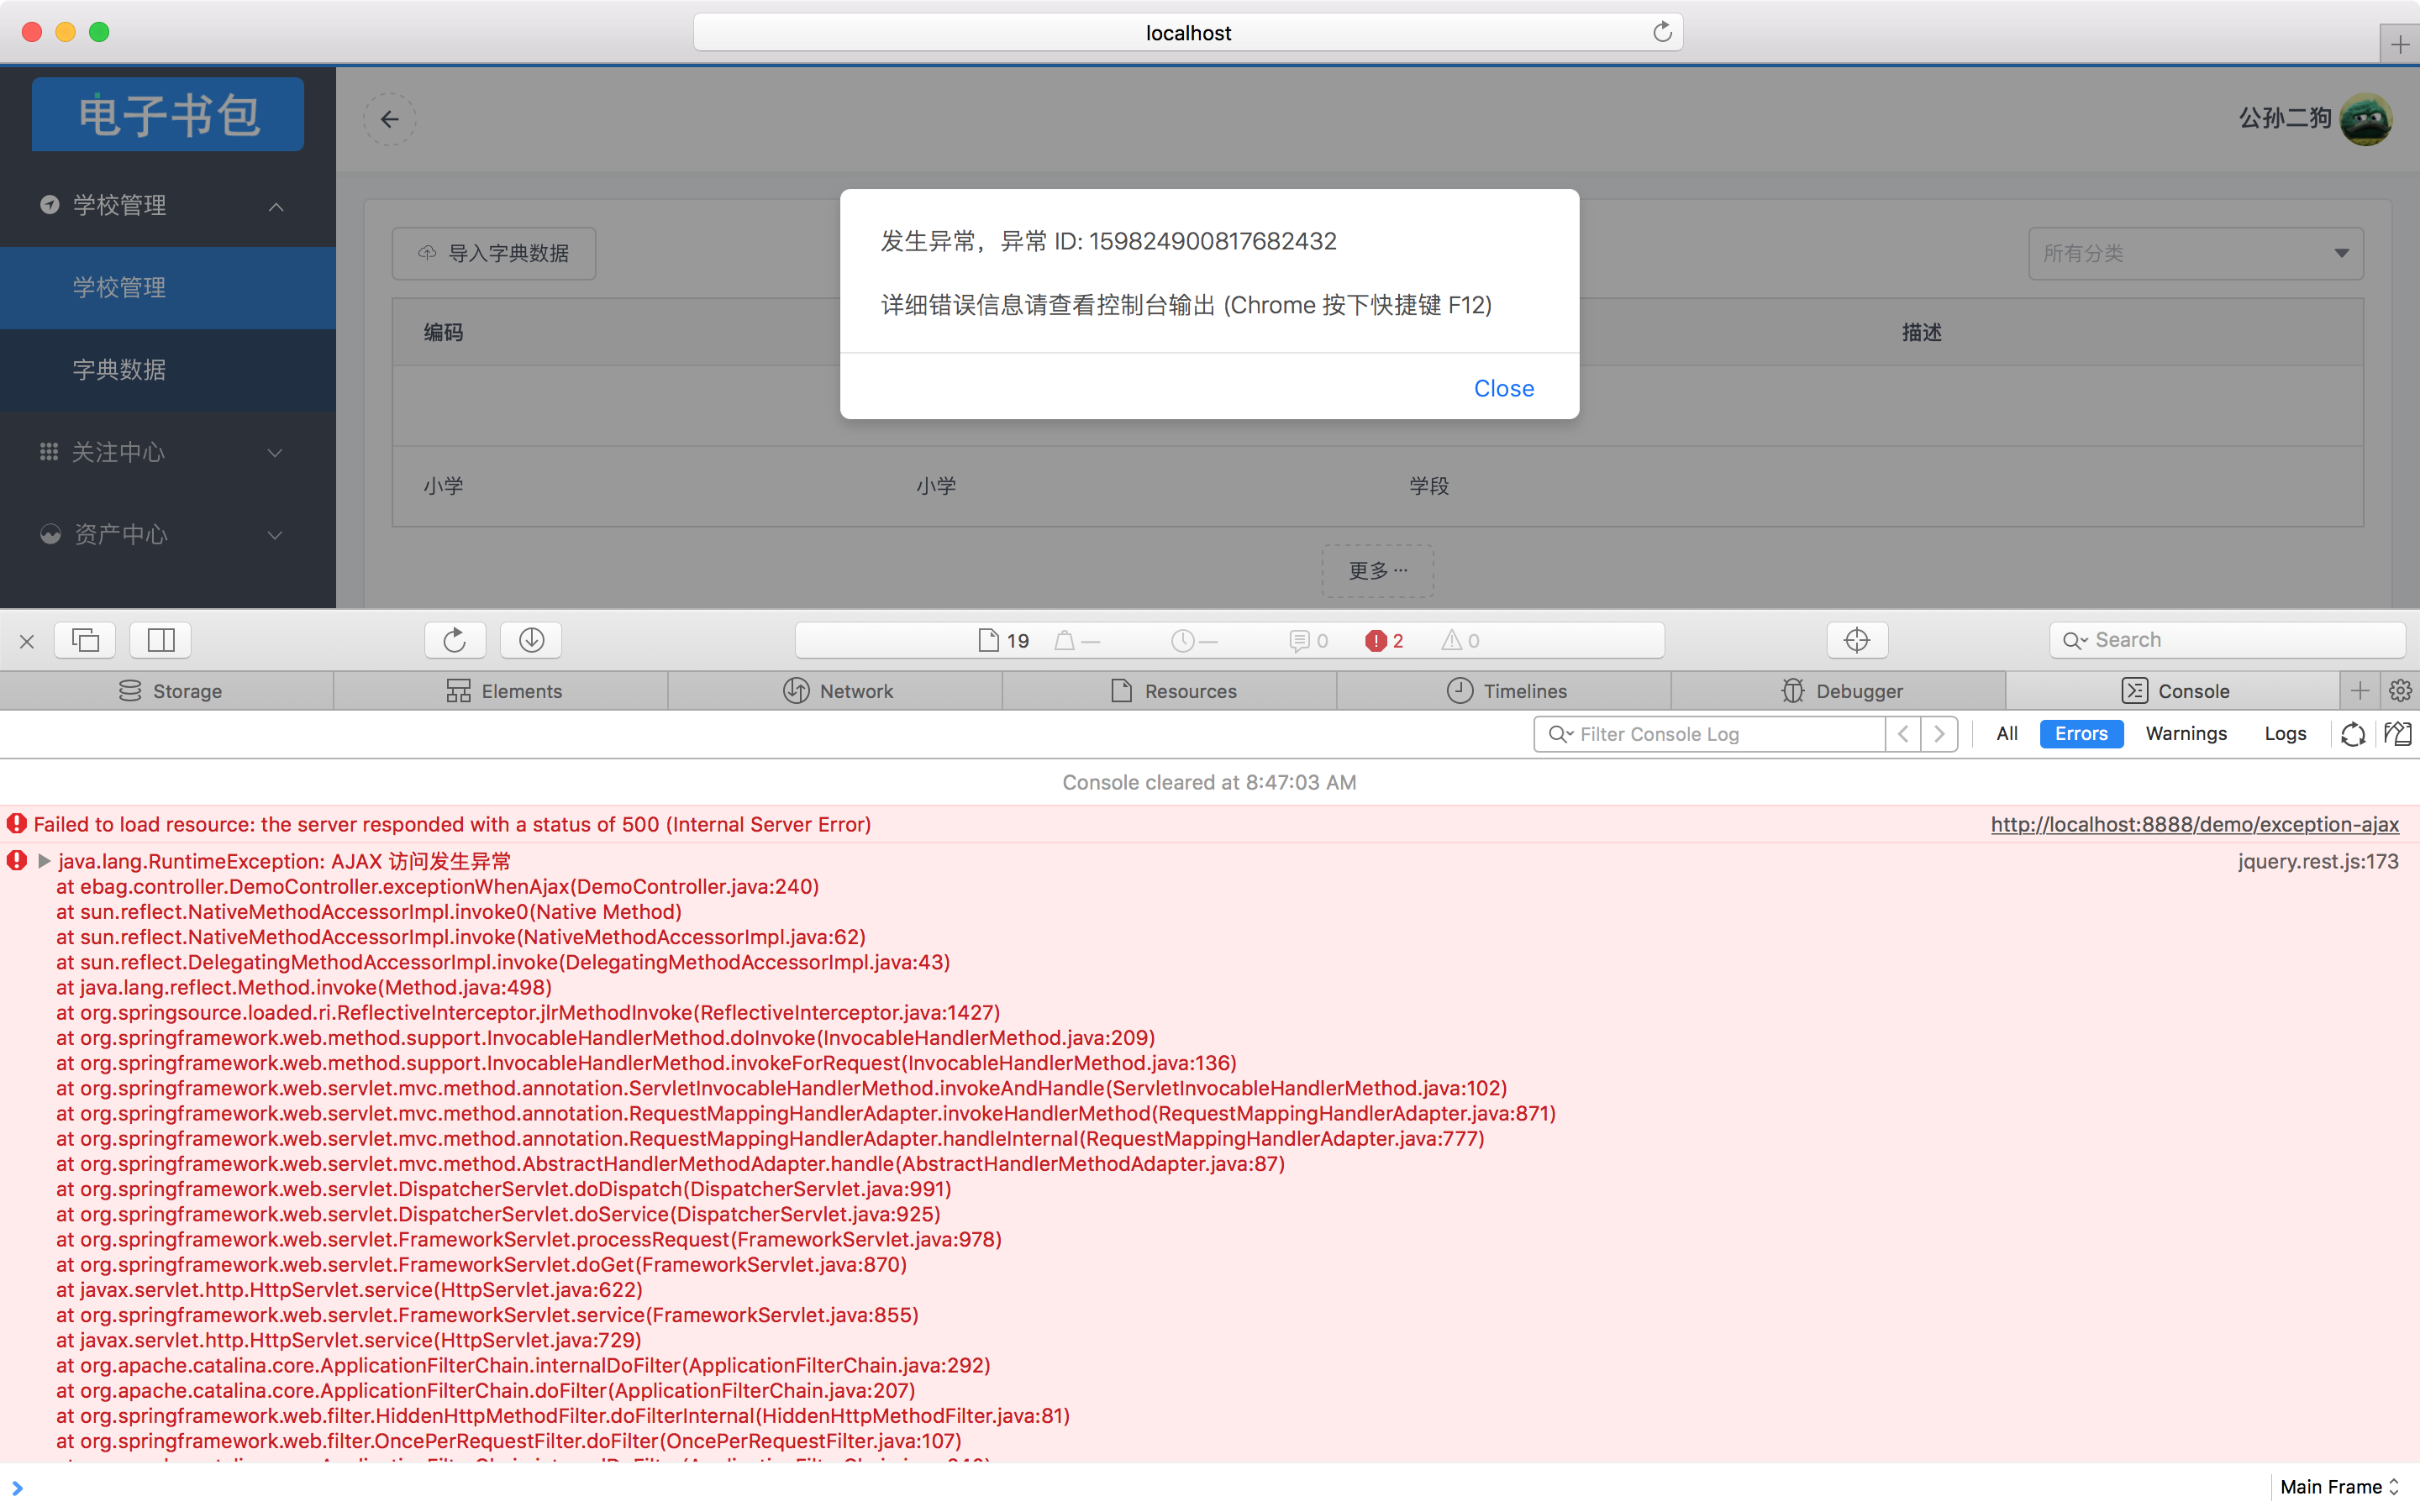 localhost
电子书包
公孙二狗
学校管理
学校管理
字典数据
关注中心
资产中心
导入字典数据
所有分类
编码
描述
小学
小学
学段
更多 ···
发生异常，异常 ID: 159824900817682432
详细错误信息请查看控制台输出 (Chrome 按下快捷键 F12)
Close
19
0
2
0
Search
Storage
Elements
Network
Resources
Timelines
Debugger
Console
Filter Console Log
All
Errors
Warnings
Logs
Console cleared at 8:47:03 AM
Failed to load resource: the server responded with a status of 500 (Internal Server Error)
http://localhost:8888/demo/exception-ajax
java.lang.RuntimeException: AJAX 访问发生异常
jquery.rest.js:173
at ebag.controller.DemoController.exceptionWhenAjax(DemoController.java:240)
at sun.reflect.NativeMethodAccessorImpl.invoke0(Native Method)
at sun.reflect.NativeMethodAccessorImpl.invoke(NativeMethodAccessorImpl.java:62)
at sun.reflect.DelegatingMethodAccessorImpl.invoke(DelegatingMethodAccessorImpl.java:43)
at java.lang.reflect.Method.invoke(Method.java:498)
at org.springsource.loaded.ri.ReflectiveInterceptor.jlrMethodInvoke(ReflectiveInterceptor.java:1427)
at org.springframework.web.method.support.InvocableHandlerMethod.doInvoke(InvocableHandlerMethod.java:209)
at org.springframework.web.method.support.InvocableHandlerMethod.invokeForRequest(InvocableHandlerMethod.java:136)
at org.springframework.web.servlet.mvc.method.annotation.ServletInvocableHandlerMethod.invokeAndHandle(ServletInvocableHandlerMethod.java:102)
at org.springframework.web.servlet.mvc.method.annotation.RequestMappingHandlerAdapter.invokeHandlerMethod(RequestMappingHandlerAdapter.java:871)
at org.springframework.web.servlet.mvc.method.annotation.RequestMappingHandlerAdapter.handleInternal(RequestMappingHandlerAdapter.java:777)
at org.springframework.web.servlet.mvc.method.AbstractHandlerMethodAdapter.handle(AbstractHandlerMethodAdapter.java:87)
at org.springframework.web.servlet.DispatcherServlet.doDispatch(DispatcherServlet.java:991)
at org.springframework.web.servlet.DispatcherServlet.doService(DispatcherServlet.java:925)
at org.springframework.web.servlet.FrameworkServlet.processRequest(FrameworkServlet.java:978)
at org.springframework.web.servlet.FrameworkServlet.doGet(FrameworkServlet.java:870)
at javax.servlet.http.HttpServlet.service(HttpServlet.java:622)
at org.springframework.web.servlet.FrameworkServlet.service(FrameworkServlet.java:855)
at javax.servlet.http.HttpServlet.service(HttpServlet.java:729)
at org.apache.catalina.core.ApplicationFilterChain.internalDoFilter(ApplicationFilterChain.java:292)
at org.apache.catalina.core.ApplicationFilterChain.doFilter(ApplicationFilterChain.java:207)
at org.springframework.web.filter.HiddenHttpMethodFilter.doFilterInternal(HiddenHttpMethodFilter.java:81)
at org.springframework.web.filter.OncePerRequestFilter.doFilter(OncePerRequestFilter.java:107)
Main Frame